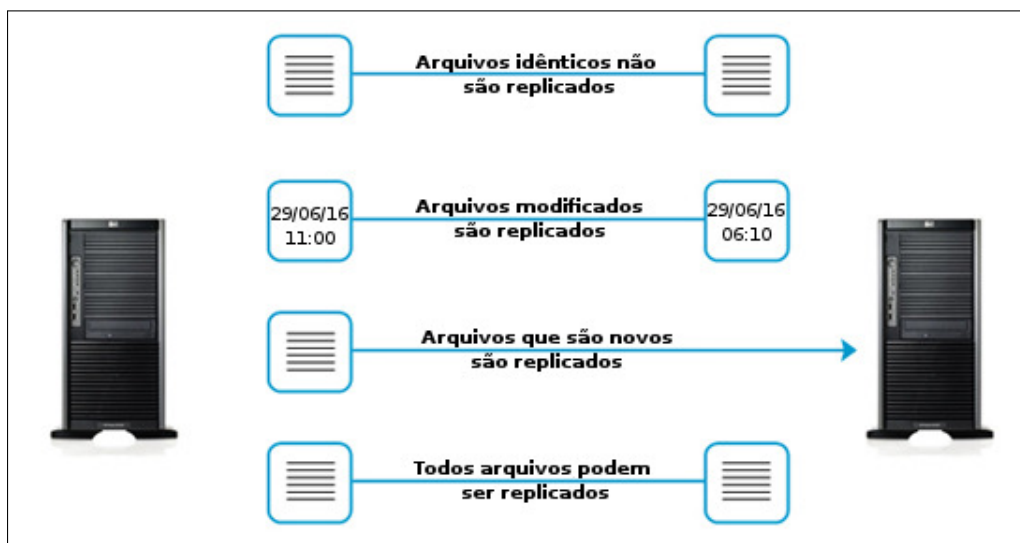 Arquivos idênticos não
são replicados
29/06/16
11:00
Arquivos modificados
são replicados
29/06/16
06:10
Arquivos que são novos
são replicados
Todos arquivos podem
ser replicados